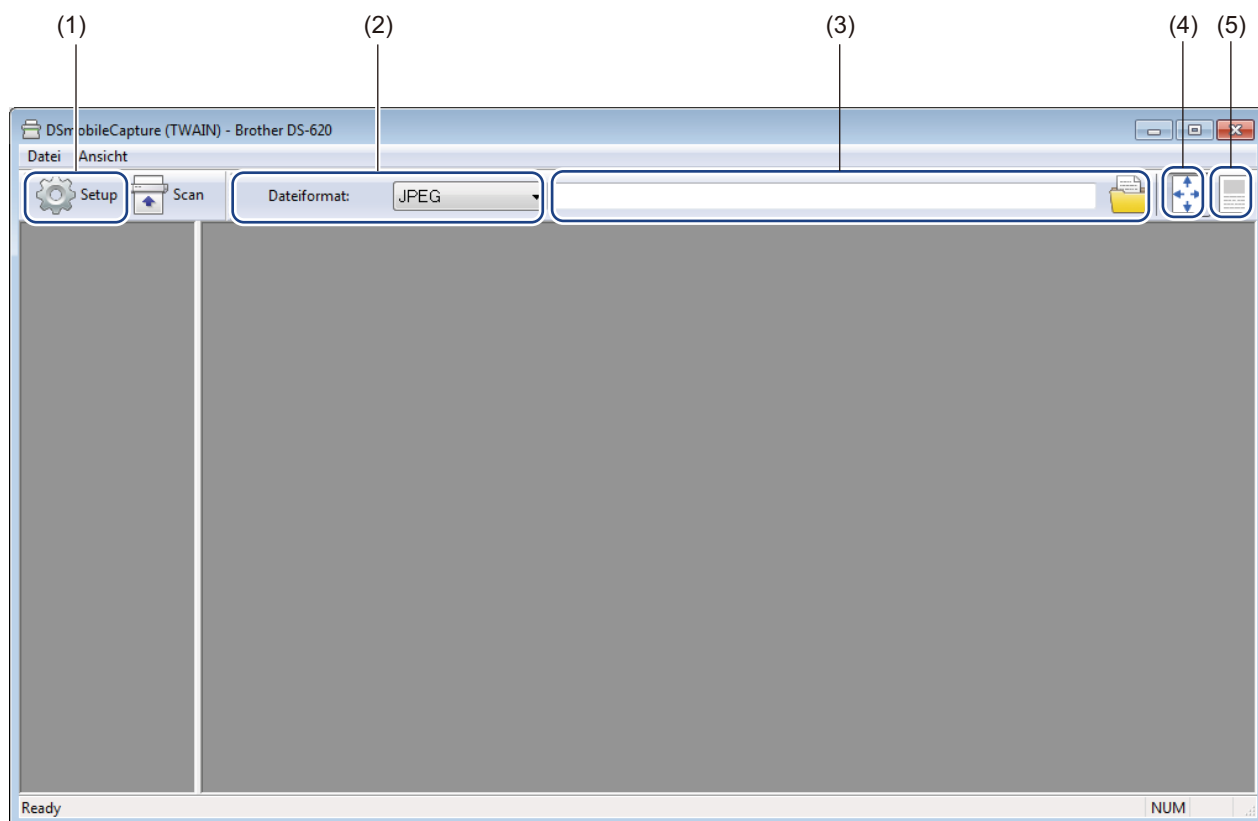 (1) (2) (3) (4) (5)
DSmobileCapture (TWAIN) - Brother DS-620
Datei Ansicht
Setup Scan Dateiformat: JPEG
Ready NUM